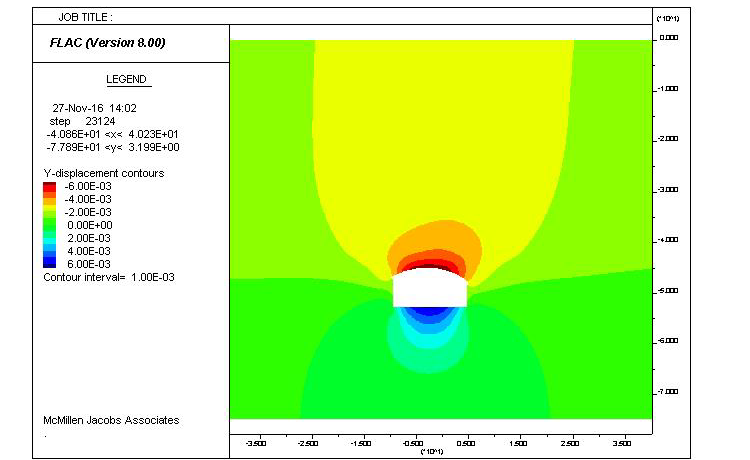 JOB TITLE :
FLAC (Version 8.00)
LEGEND
27-Nov-16 14:02
step 23124
-4.086E+01 <x< 4.023E+01
-7.789E+01 <y< 3.199E+00
Y-displacement contours
-6.00E-03
-4.00E-03
-2.00E-03
0.00E+00
2.00E-03
4.00E-03
6.00E-03
Contour interval= 1.00E-03
McMillen Jacobs Associates
(*10^1)
0.000
-1.000
-2.000
-3.000
-4.000
-5.000
-6.000
-7.000
-3.500 -2.500 -1.500 -0.500 0.500 1.500 2.500 3.500
(*10^1)